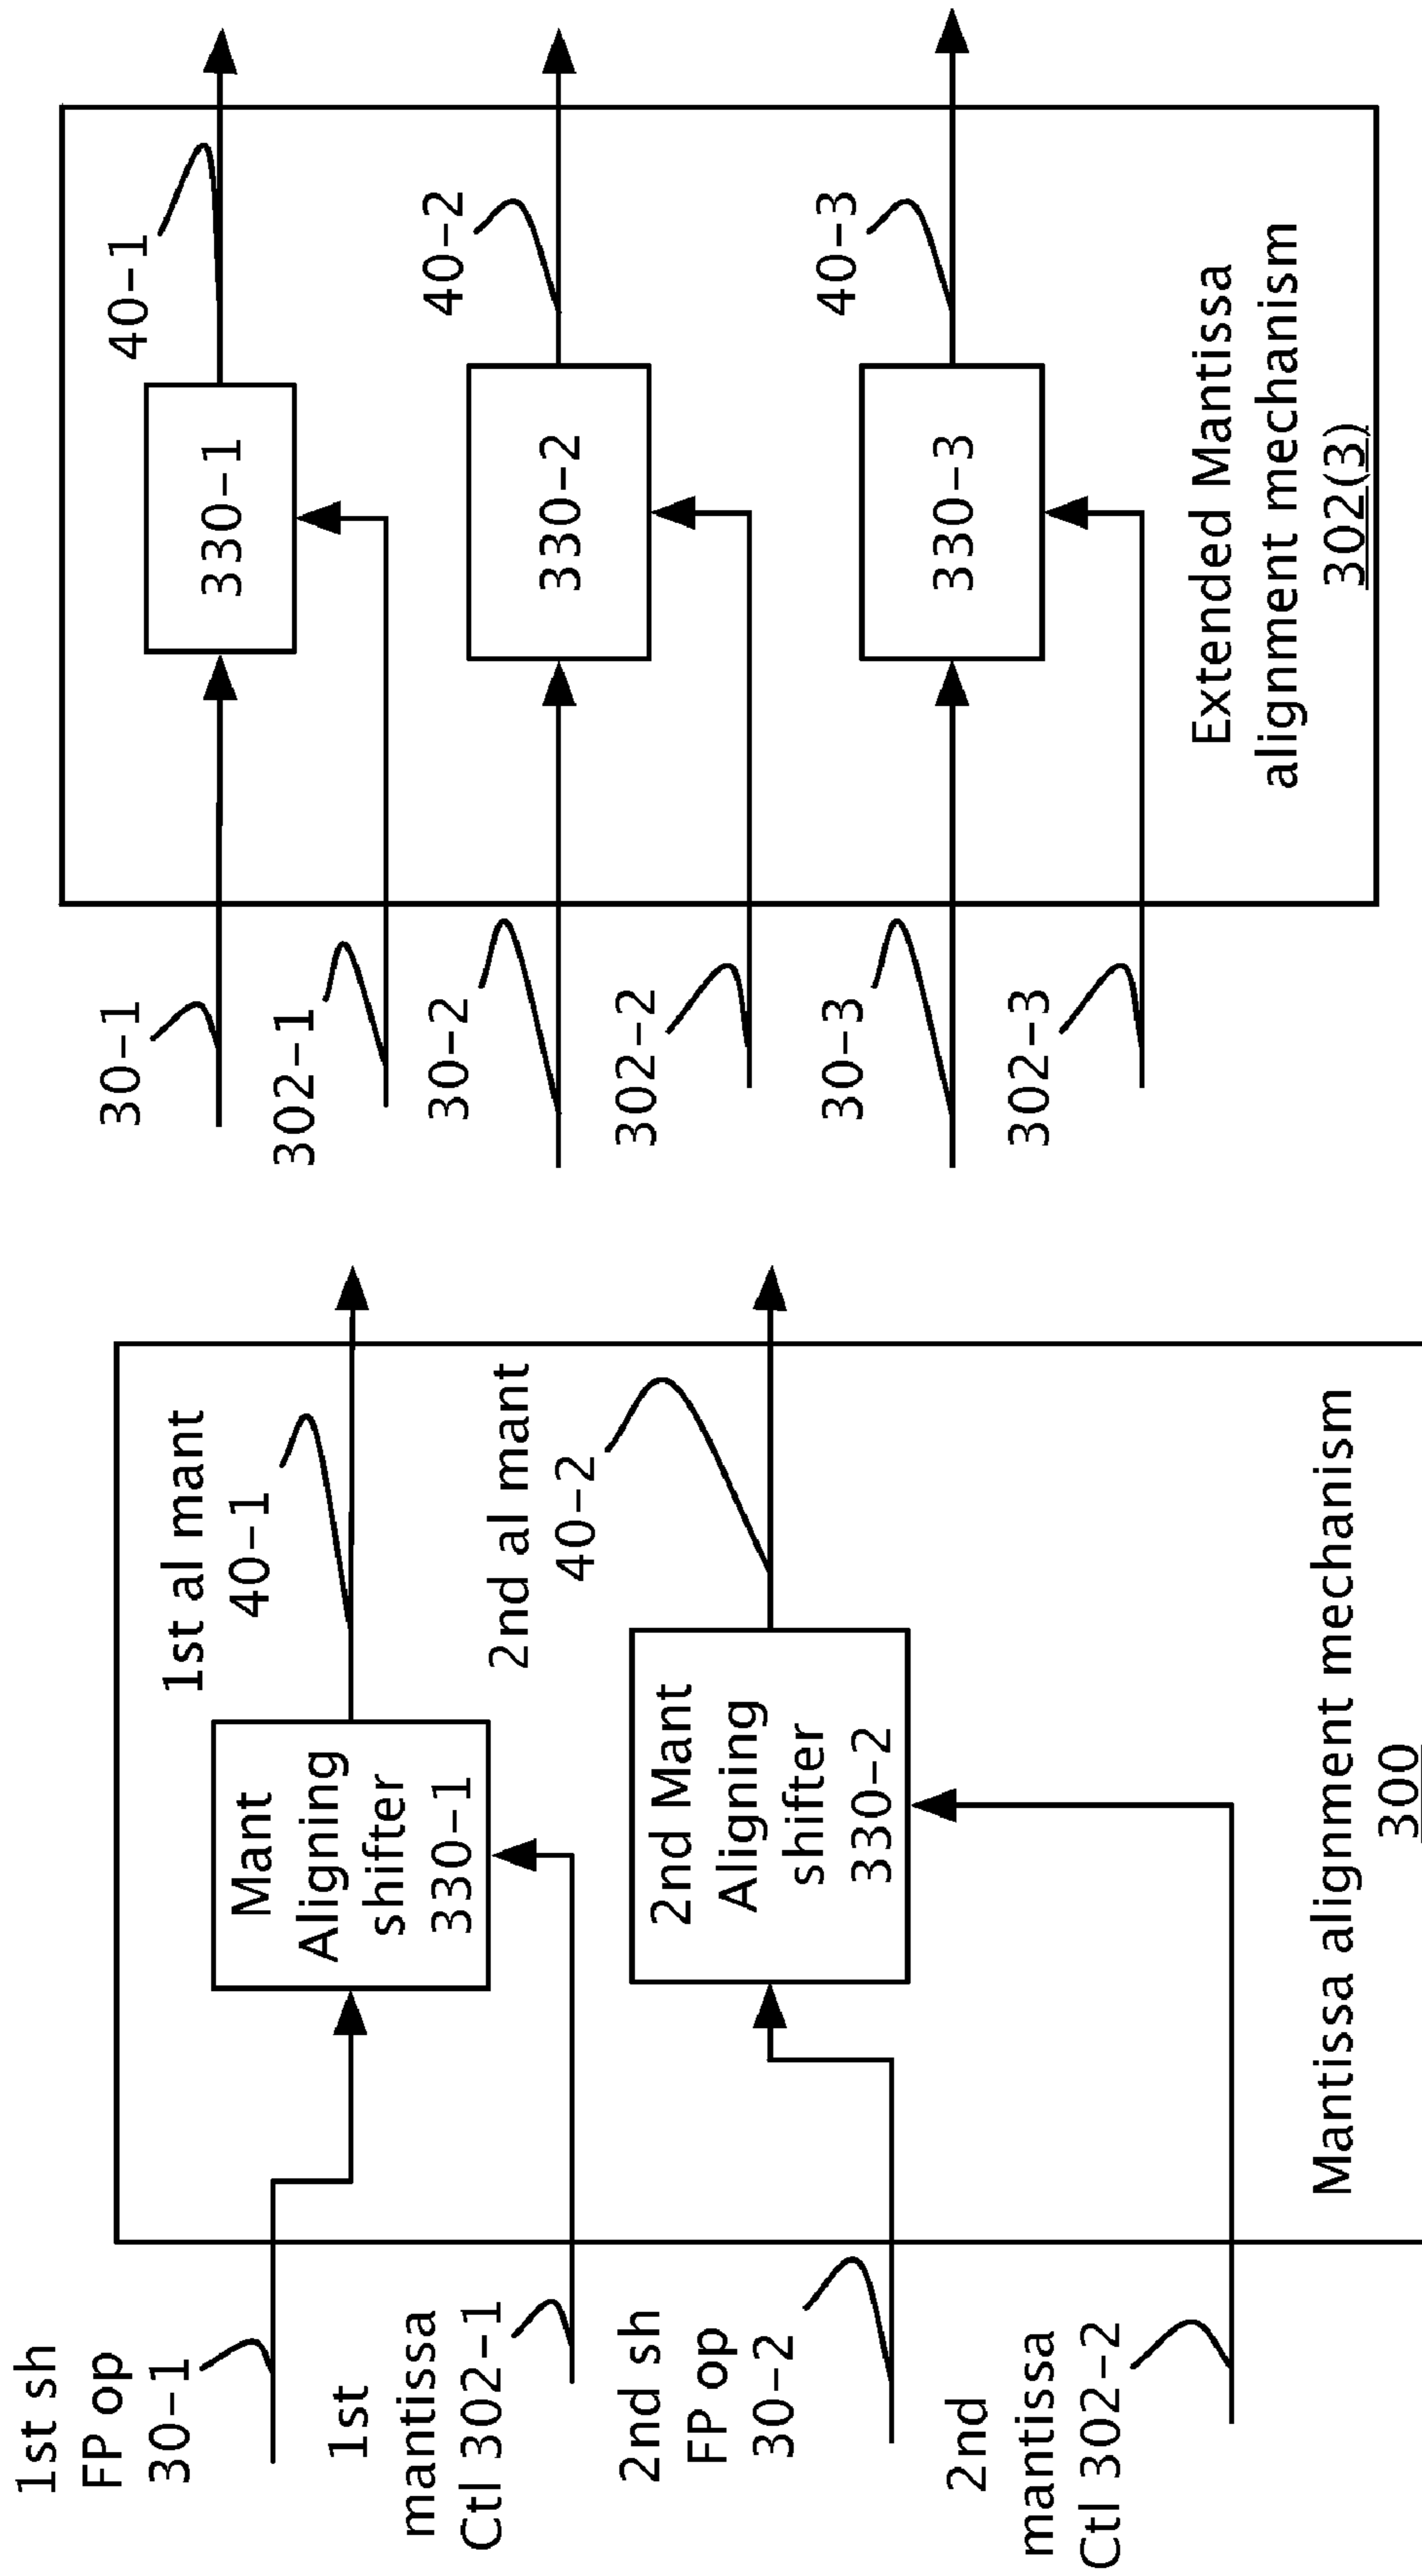 1st sh
FP op
30-1
1st
mantissa
Ctl 302-1
2nd sh
FP op
30-2
2nd
mantissa
Ctl 302-2
Mant
Aligning
shifter
330-1
1st al mant
40-1
2nd Mant
Aligning
shifter
330-2
2nd al mant
40-2
Mantissa alignment mechanism
300
30-1
302-1
30-2
302-2
30-3
302-3
330-1
40-1
330-2
40-2
330-3
40-3
Extended Mantissa
alignment mechanism
302(3)